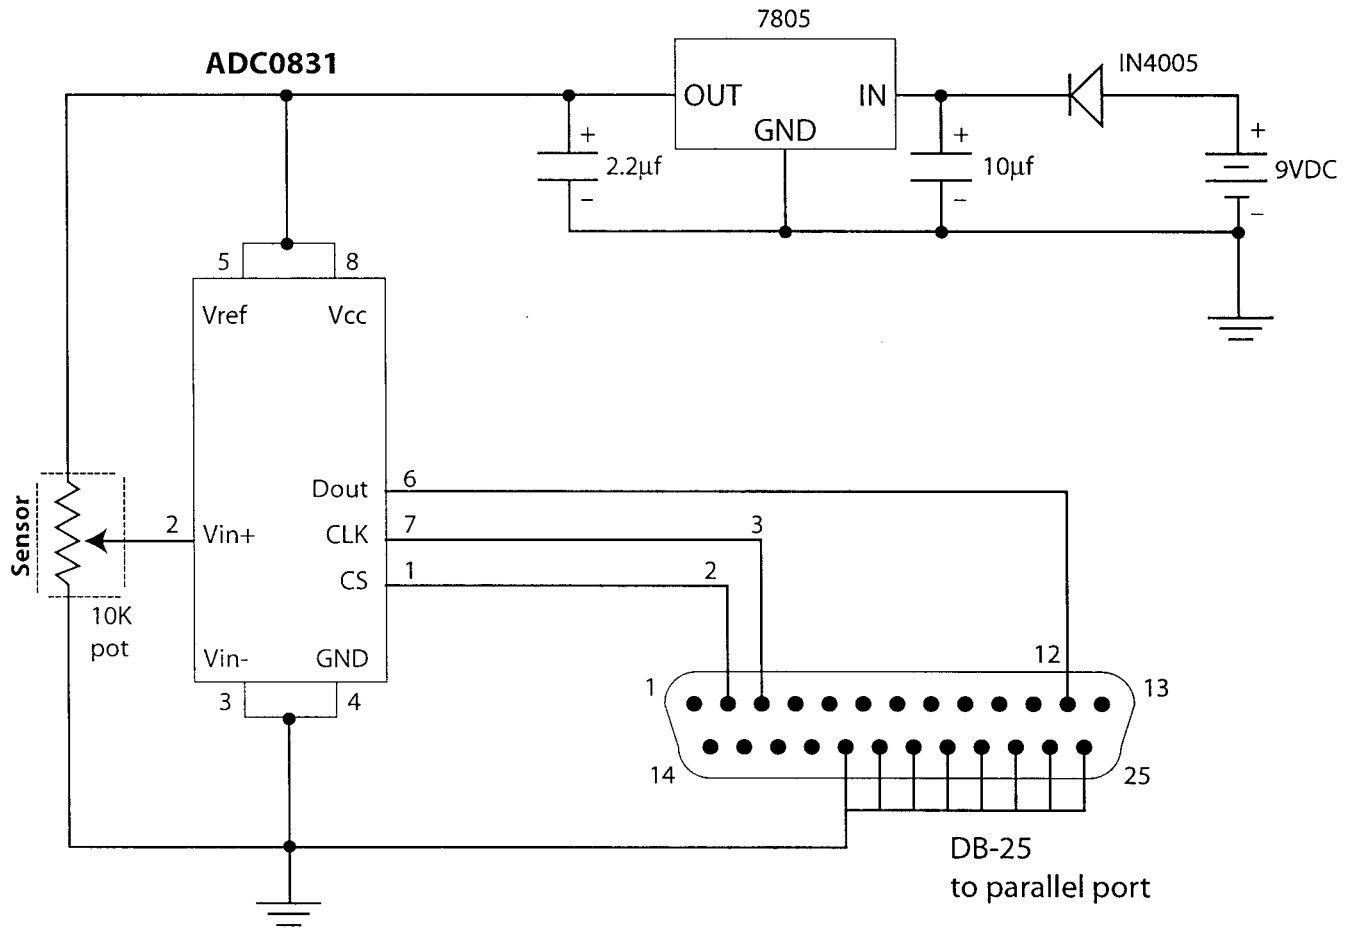 7805
ADC0831
IN4005
OUT IN
GND
+ + +
2.2µf 10µf 9VDC
− − −
5 8
Vref Vcc
Dout 6
Sensor
2 Vin+ CLK 7 3
CS 1 2
10K
pot
Vin- GND
3 4
12
1 13
14 25
DB-25
to parallel port